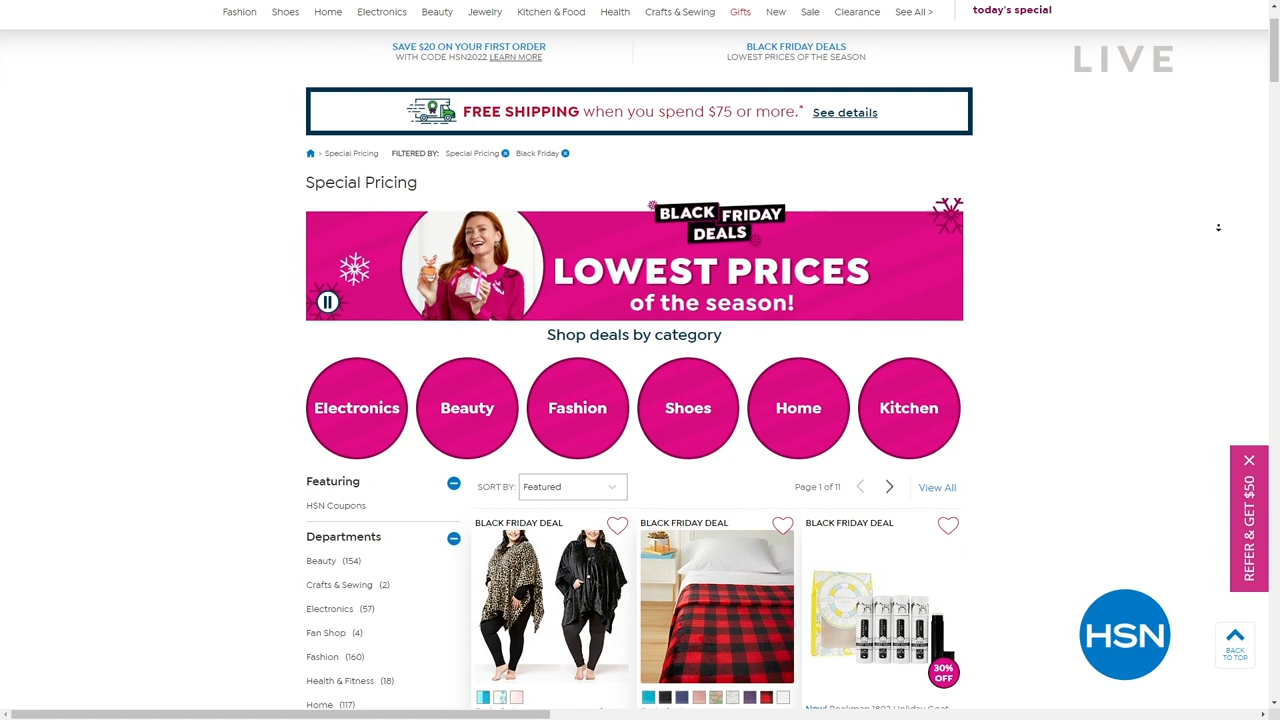 Fashion Shoes Home Electronics Beauty Jewelry Kitchen & Food Health Crafts & Sewing Gifts New Sale Clearance See All >
today's special
SAVE $20 ON YOUR FIRST ORDER
WITH CODE HSN2022 LEARN MORE
BLACK FRIDAY DEALS
LOWEST PRICES OF THE SEASON
LIVE
FREE SHIPPING when you spend $75 or more.* See details
> Special Pricing FILTERED BY: Special Pricing Black Friday
Special Pricing
BLACK FRIDAY
DEALS
LOWEST PRICES
of the season!
Shop deals by category
Electronics Beauty Fashion Shoes Home Kitchen
Featuring
HSN Coupons
Departments
Beauty (154)
Crafts & Sewing (2)
Electronics (57)
Fan Shop (4)
Fashion (160)
Health & Fitness (18)
Home (117)
SORT BY: Featured
Page 1 of 11
View All
BLACK FRIDAY DEAL
BLACK FRIDAY DEAL
BLACK FRIDAY DEAL
30%
OFF
REFER & GET $50
HSN
BACK
TO TOP